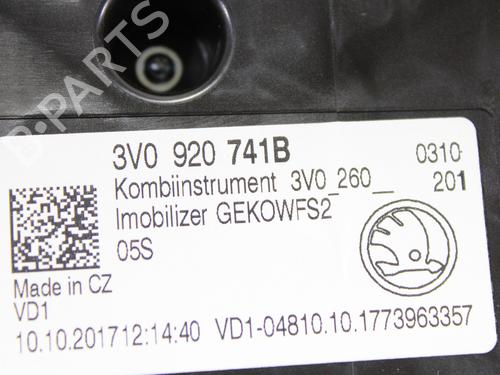 B-PARTS
3V0 920 741B
0310
Kombiinstrument 3V0_260__ 201
Imobilizer GEKOWFS2
05S
Made in CZ
VD1
10.10.201712:14:40 VD1-04810.10.1773963357